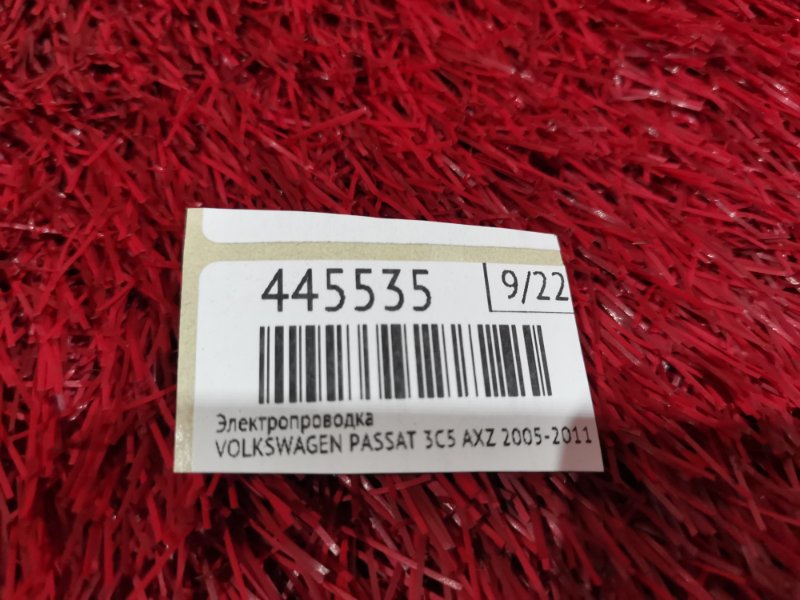 445535 9/22
Электропроводка
VOLKSWAGEN PASSAT 3C5 AXZ 2005-2011